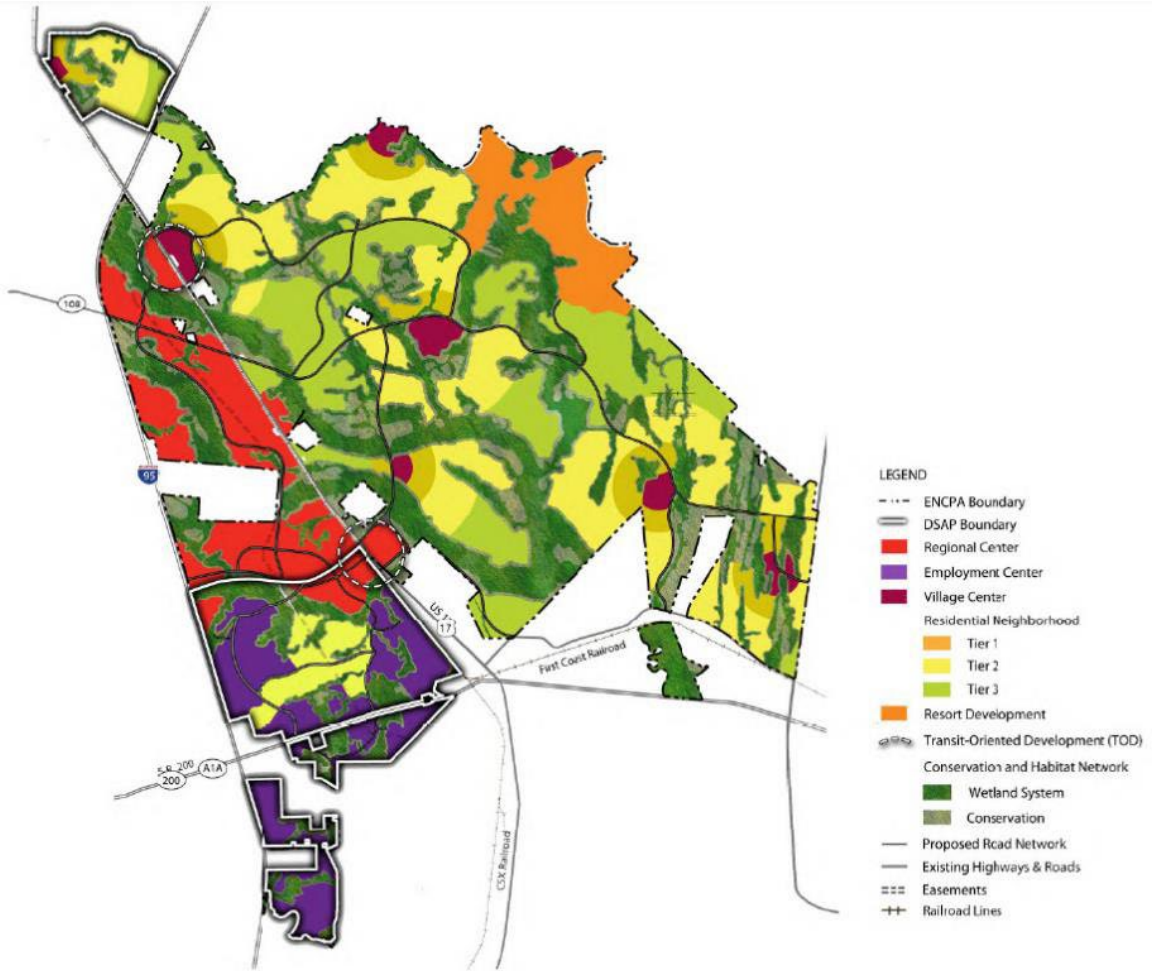 108
95
US 17
17
First Coast Railroad
S.R. 200
200
A1A
CSX Railroad
LEGEND
ENCPA Boundary
DSAP Boundary
Regional Center
Employment Center
Village Center
Residential Neighborhood
Tier 1
Tier 2
Tier 3
Resort Development
Transit-Oriented Development (TOD)
Conservation and Habitat Network
Wetland System
Conservation
Proposed Road Network
Existing Highways & Roads
Easements
Railroad Lines